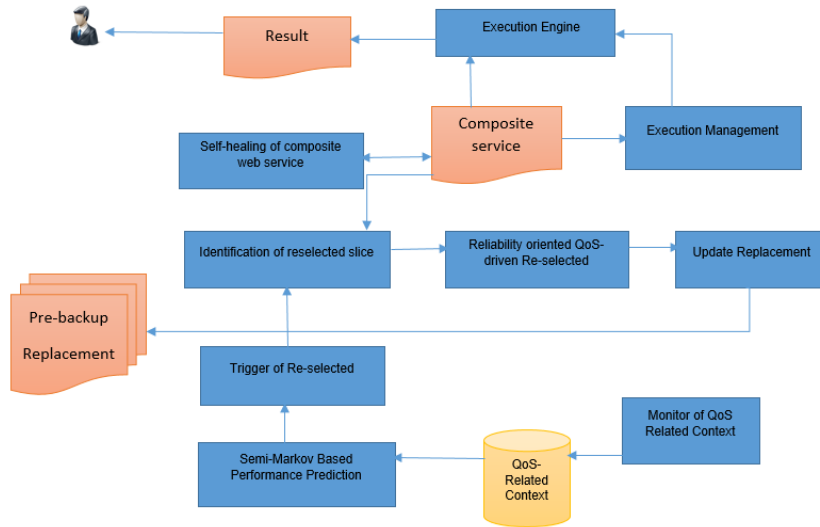 Result
Execution Engine
Composite
service
Execution Management
Self-healing of composite
web service
Identification of reselected slice
Reliability oriented QoS-
driven Re-selected
Update Replacement
Pre-backup
Replacement
Trigger of Re-selected
Monitor of QoS
Related Context
Semi-Markov Based
Performance Prediction
QoS-
Related
Context